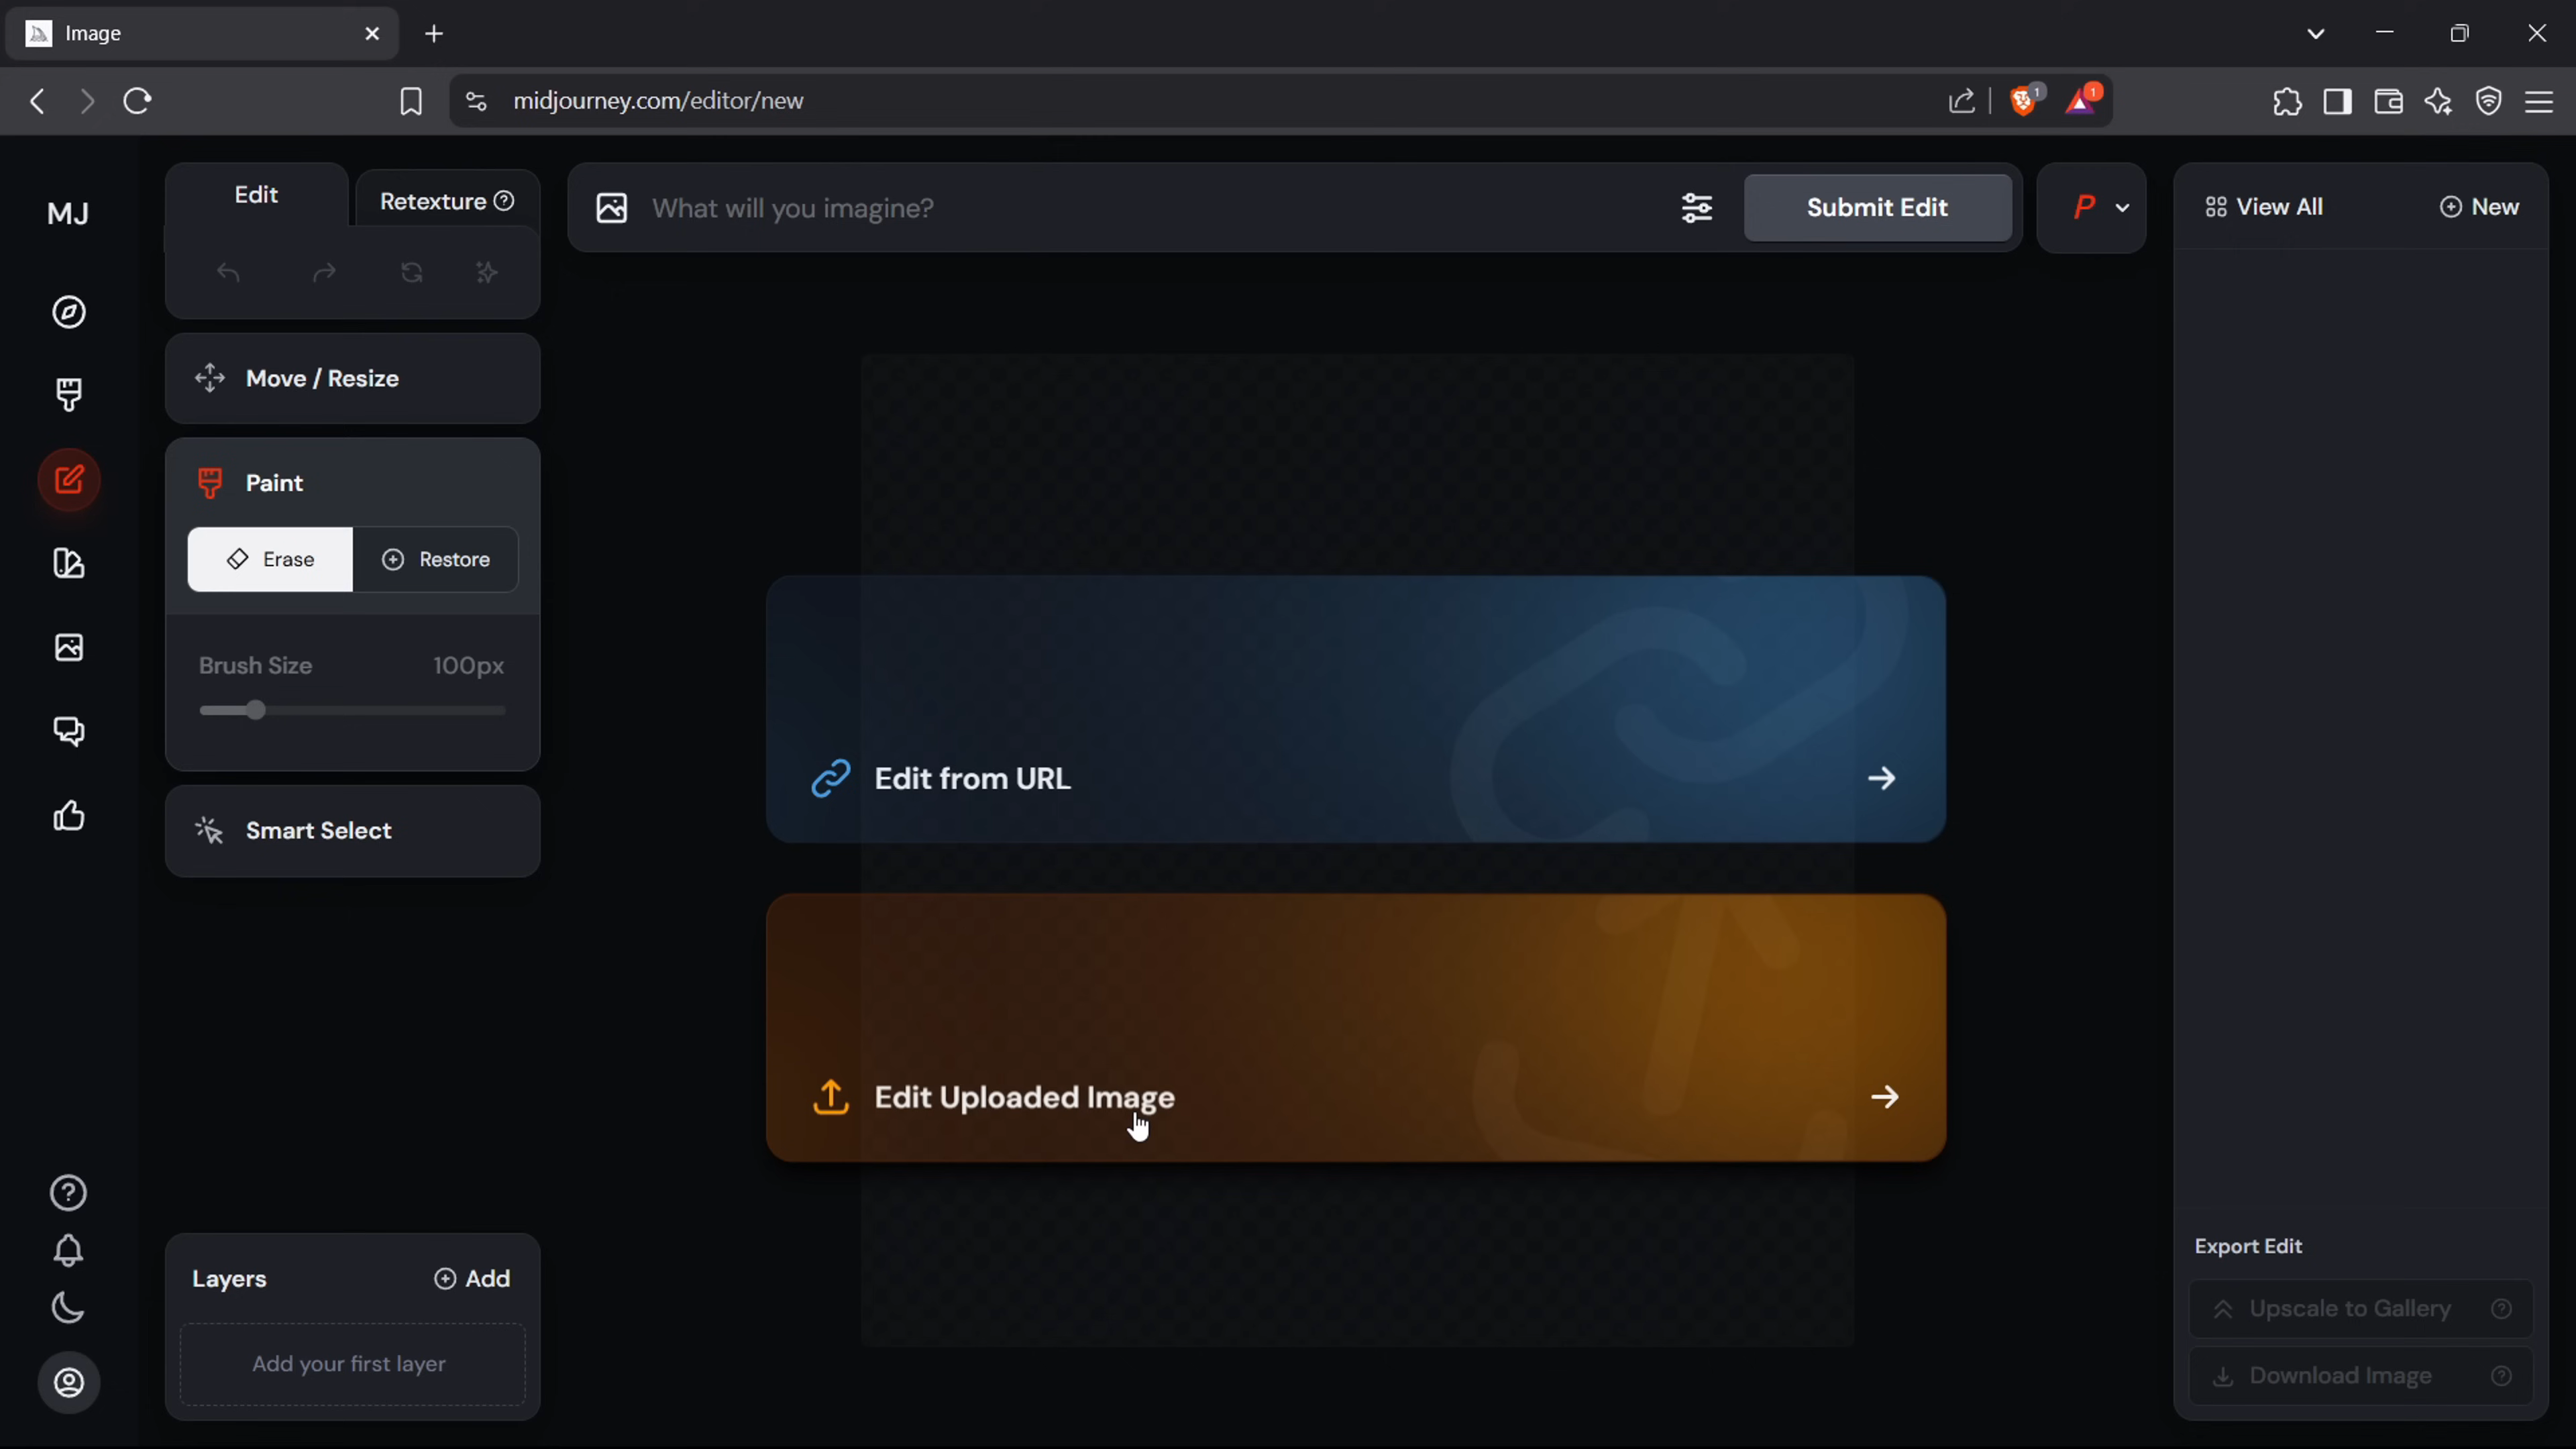 Image
midjourney.com/editor/new
1
1
MJ
Edit
Retexture
What will you imagine?
Submit Edit
P
View All
New
Move / Resize
Paint
Erase
Restore
Brush Size
100px
Edit from URL
Smart Select
Edit Uploaded Image
Layers
Add
Add your first layer
Export Edit
Upscale to Gallery
Download Image